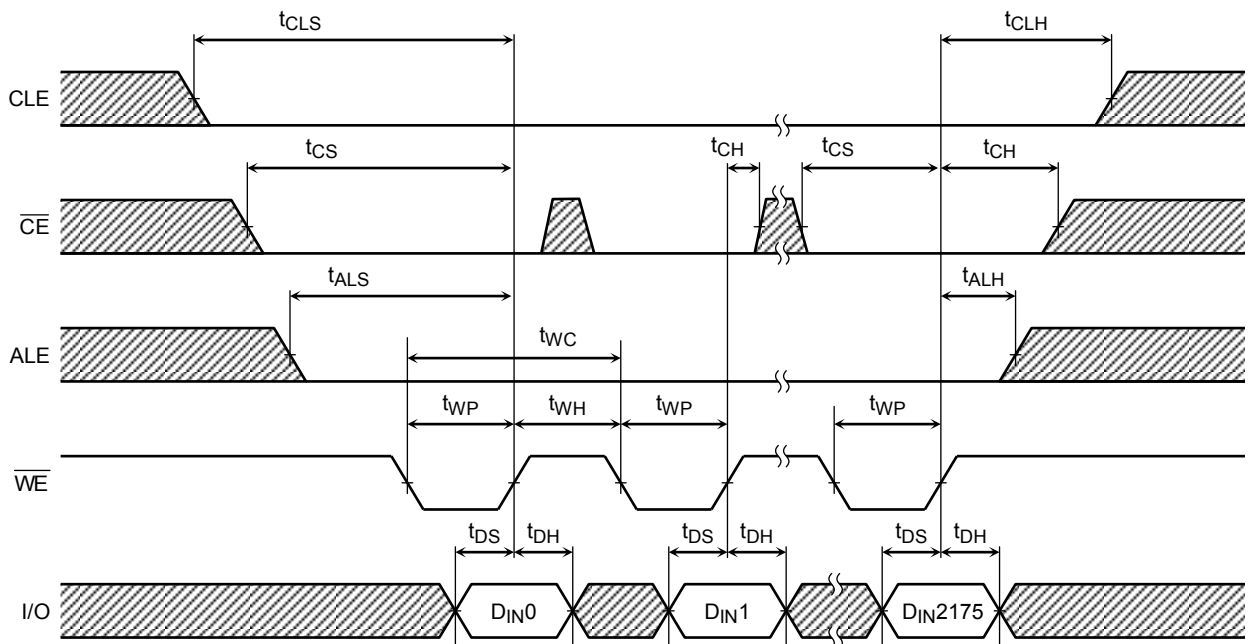 tCLS tCLH
CLE
tCS tCH tCS tCH
CE
tALS tALH
ALE
tWC
tWP tWH tWP tWP
WE
tDS tDH tDS tDH tDS tDH
I/O DIN0 DIN1 DIN2175